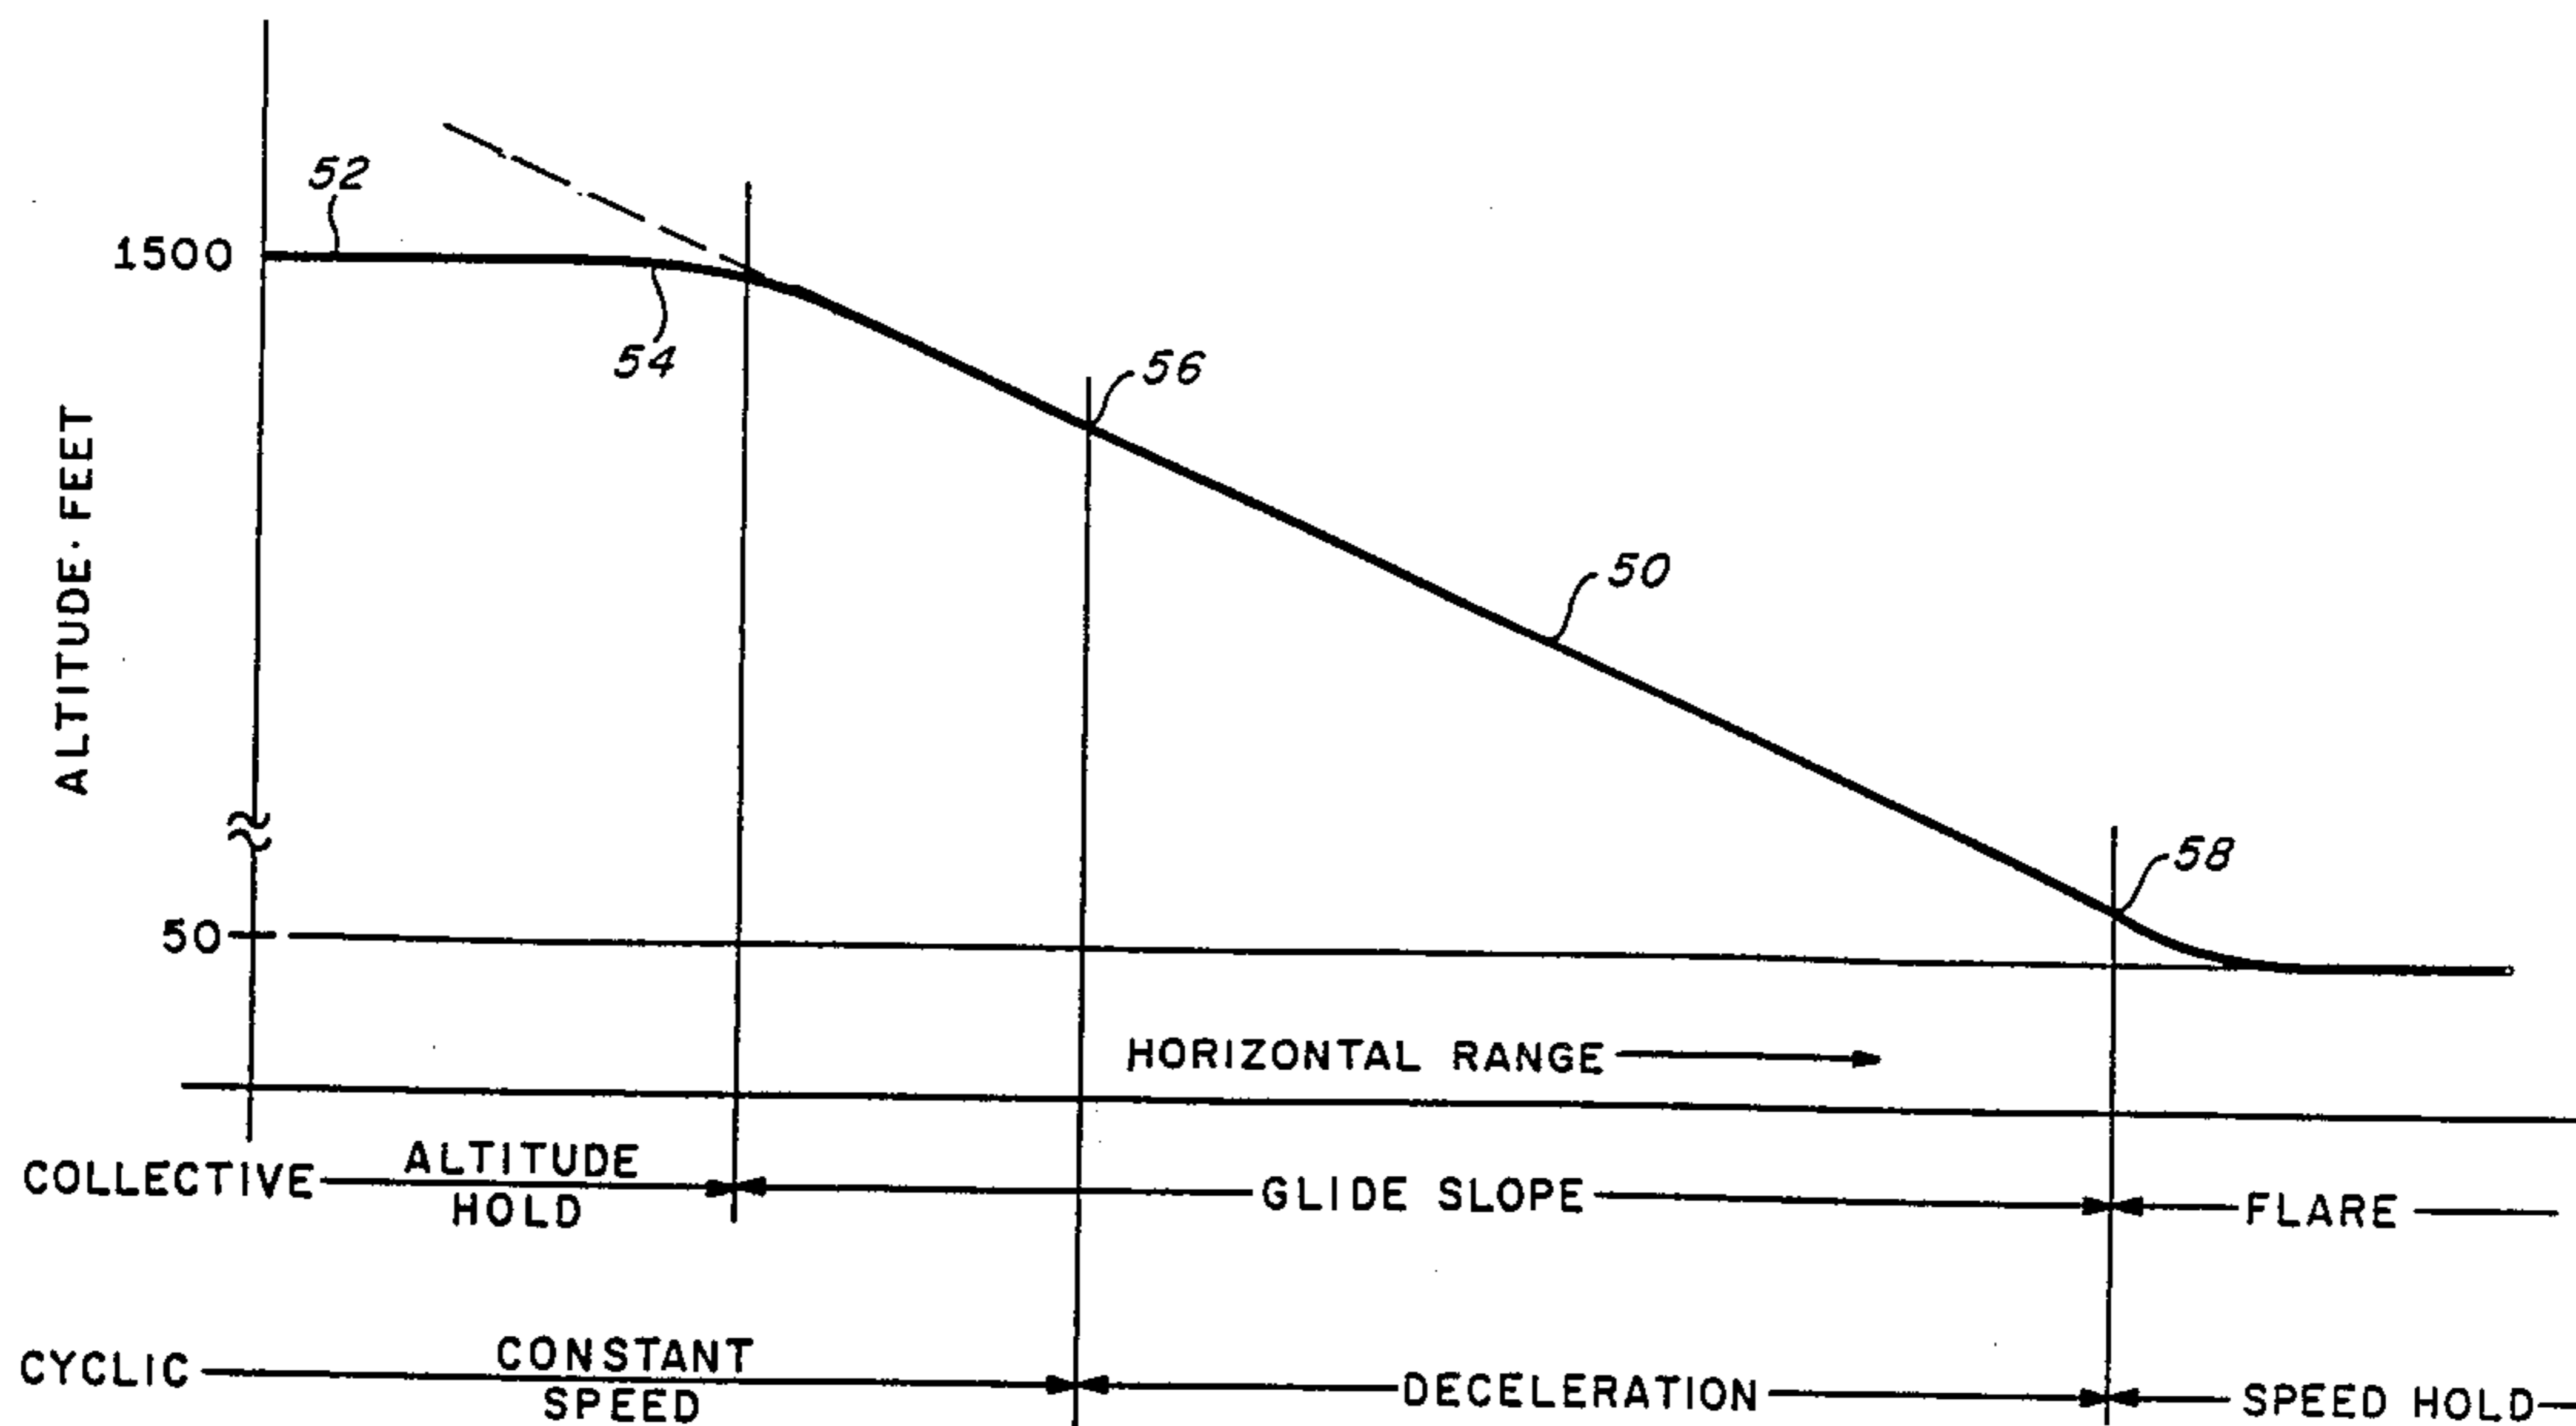 52
1500
54
56
ALTITUDE·FEET
50
58
50
HORIZONTAL RANGE
COLLECTIVE
ALTITUDE
HOLD
GLIDE SLOPE
FLARE
CYCLIC
CONSTANT
SPEED
DECELERATION
SPEED HOLD